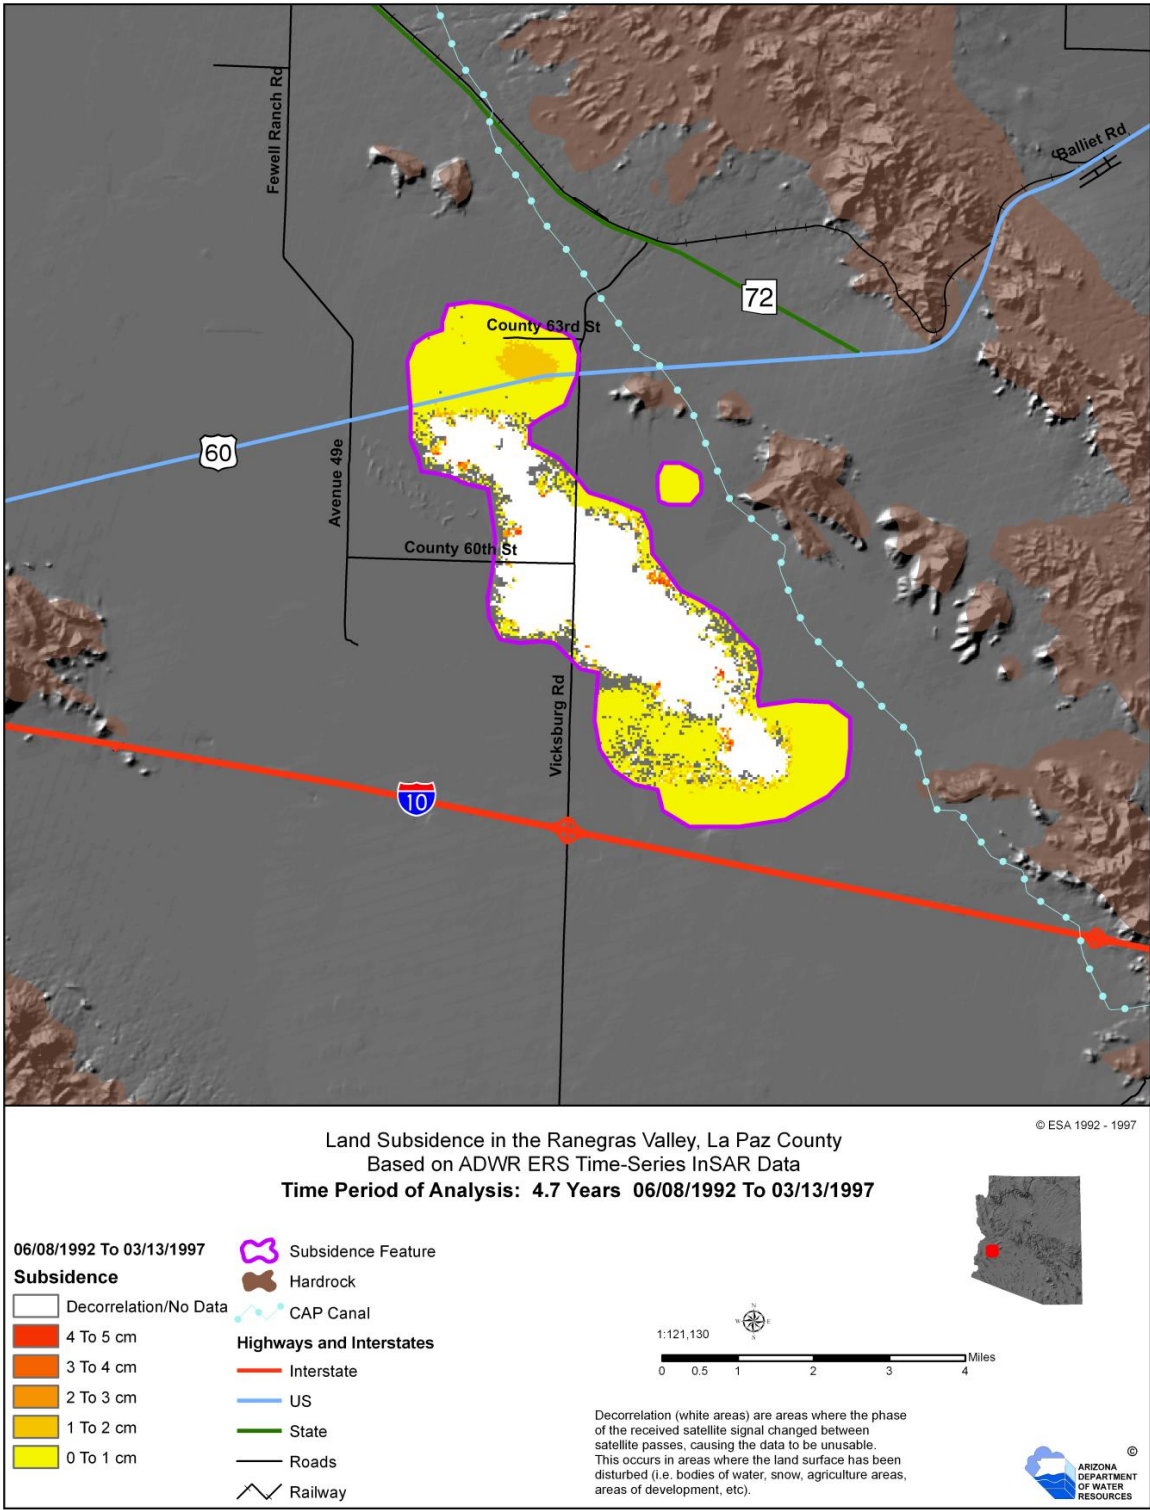 Fewell Ranch Rd
Balliet Rd
72
County 63rd St
60
Avenue 49e
County 60th St
Vicksburg Rd
10
© ESA 1992 - 1997
Land Subsidence in the Ranegras Valley, La Paz County
Based on ADWR ERS Time-Series InSAR Data
Time Period of Analysis: 4.7 Years 06/08/1992 To 03/13/1997
06/08/1992 To 03/13/1997
Subsidence
Decorrelation/No Data
4 To 5 cm
3 To 4 cm
2 To 3 cm
1 To 2 cm
0 To 1 cm
Subsidence Feature
Hardrock
CAP Canal
Highways and Interstates
Interstate
US
State
Roads
Railway
N
W E
S
1:121,130
Miles
0 0.5 1 2 3 4
Decorrelation (white areas) are areas where the phase
of the received satellite signal changed between
satellite passes, causing the data to be unusable.
This occurs in areas where the land surface has been
disturbed (i.e. bodies of water, snow, agriculture areas,
areas of development, etc).
©
ARIZONA
DEPARTMENT
OF WATER
RESOURCES